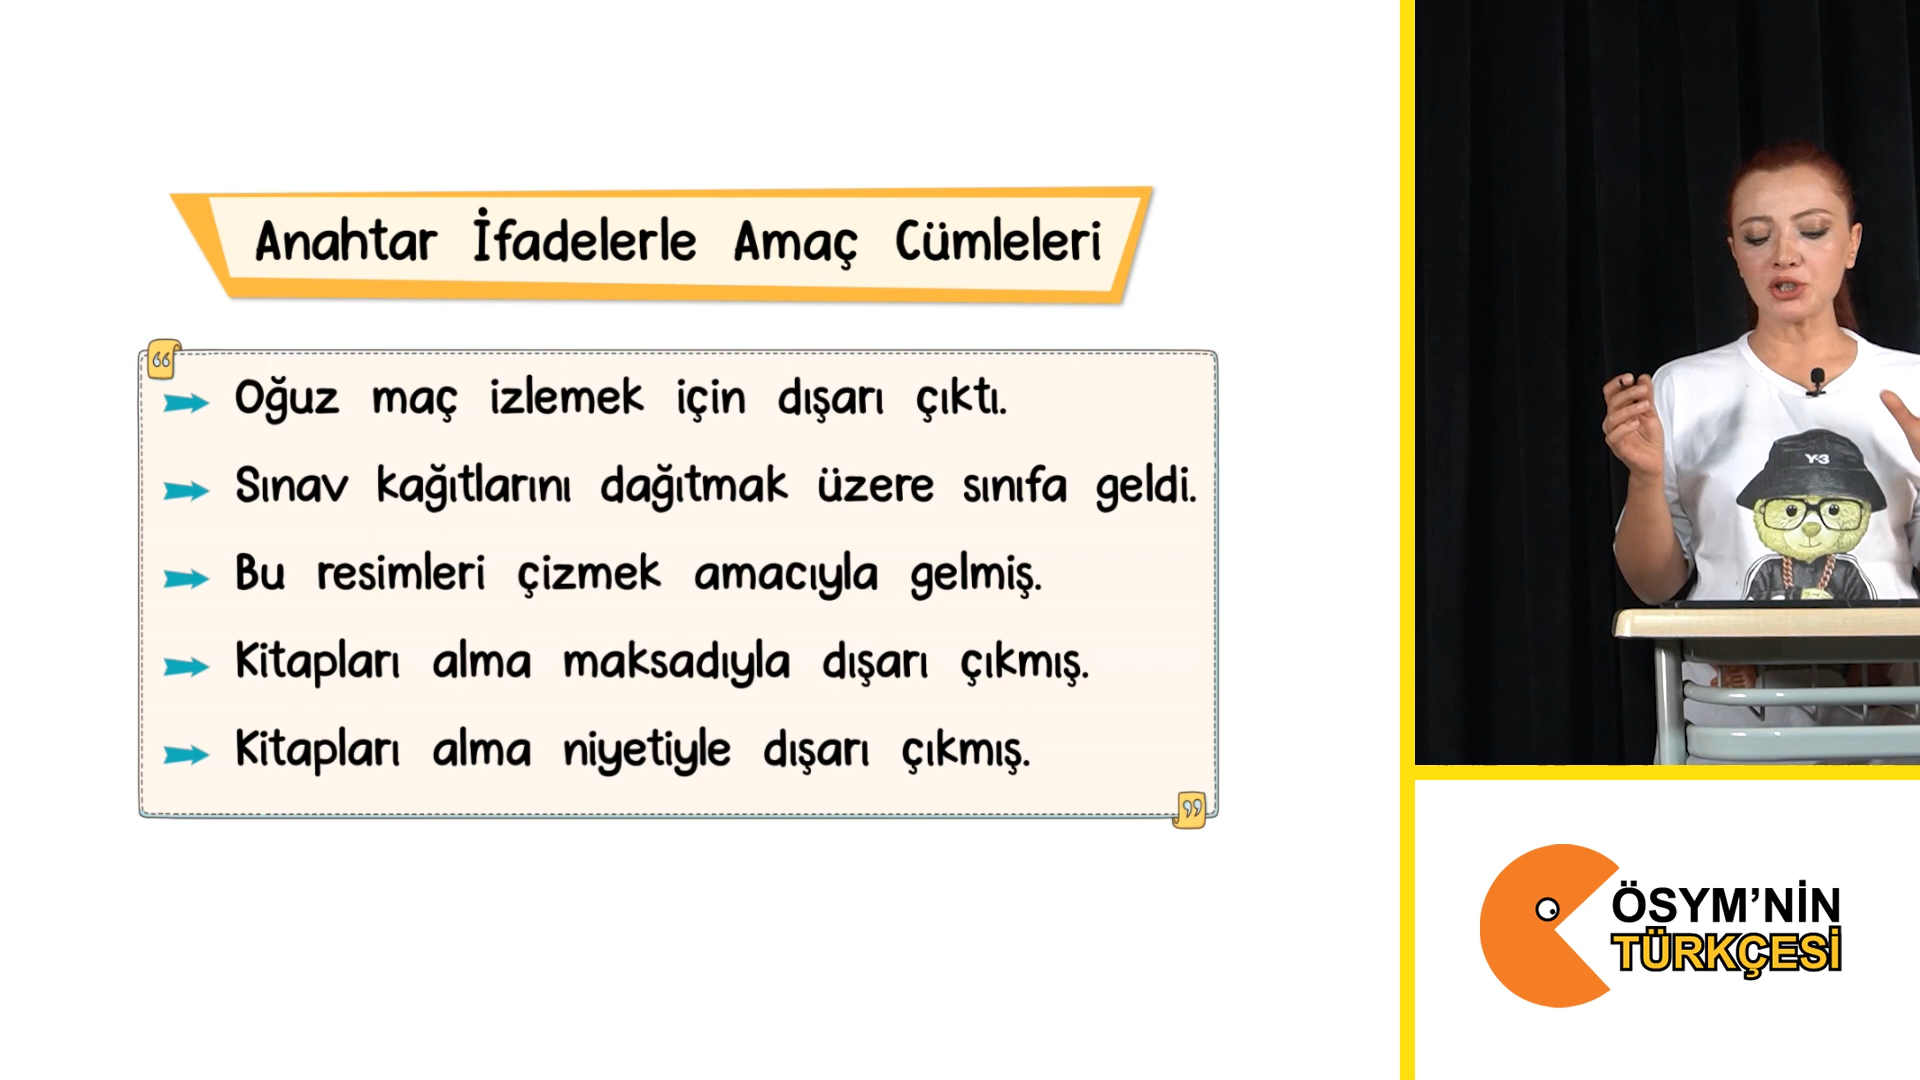 Anahtar İfadelerle Amaç Cümleleri
Oğuz maç izlemek için dışarı çıktı.
Sınav kağıtlarını dağıtmak üzere sınıfa geldi.
Bu resimleri çizmek amacıyla gelmiş.
Kitapları alma maksadıyla dışarı çıkmış.
Kitapları alma niyetiyle dışarı çıkmış.
Y-3
ÖSYM'NİN
TÜRKÇESİ